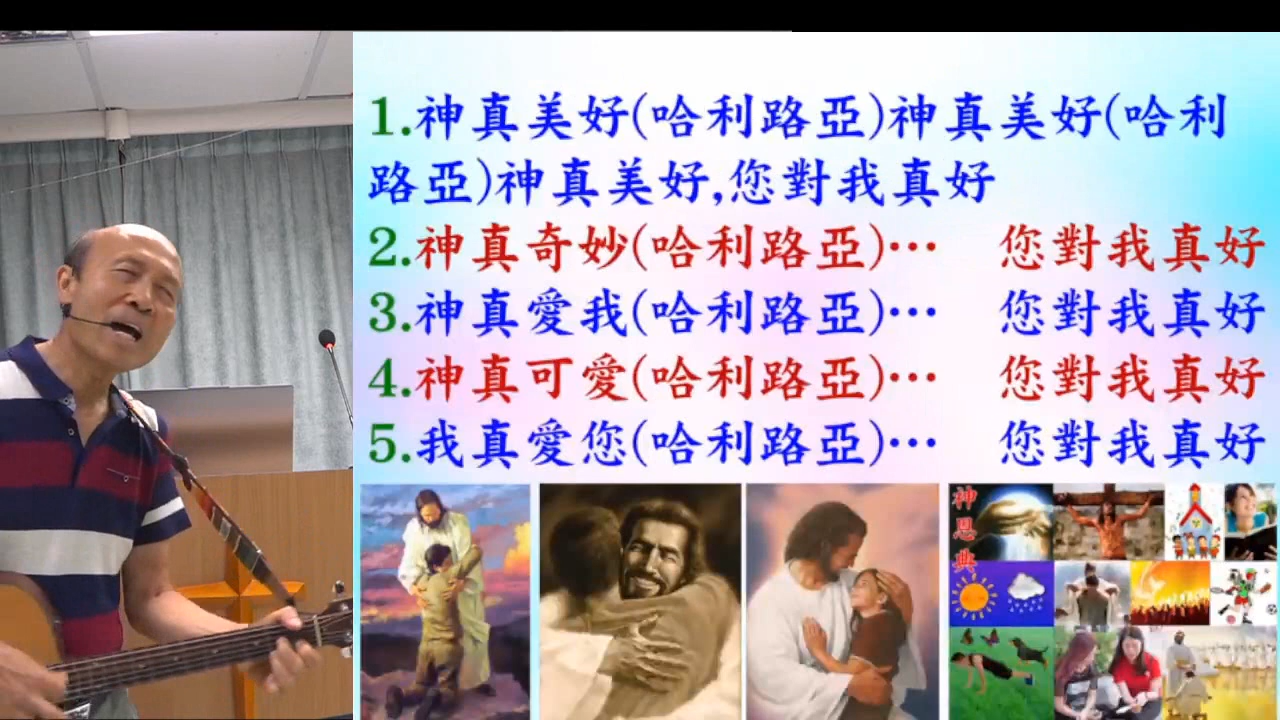 1.神真美好(哈利路亞)神真美好(哈利
路亞)神真美好,您對我真好
2.神真奇妙(哈利路亞)… 您對我真好
3.神真愛我(哈利路亞)… 您對我真好
4.神真可愛(哈利路亞)… 您對我真好
5.我真愛您(哈利路亞)… 您對我真好
神恩典